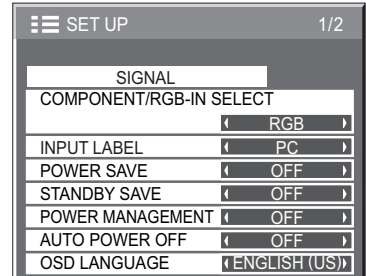 SET UP 1/2
SIGNAL
COMPONENT/RGB-IN SELECT
RGB
INPUT LABEL PC
POWER SAVE OFF
STANDBY SAVE OFF
POWER MANAGEMENT OFF
AUTO POWER OFF OFF
OSD LANGUAGE ENGLISH (US)